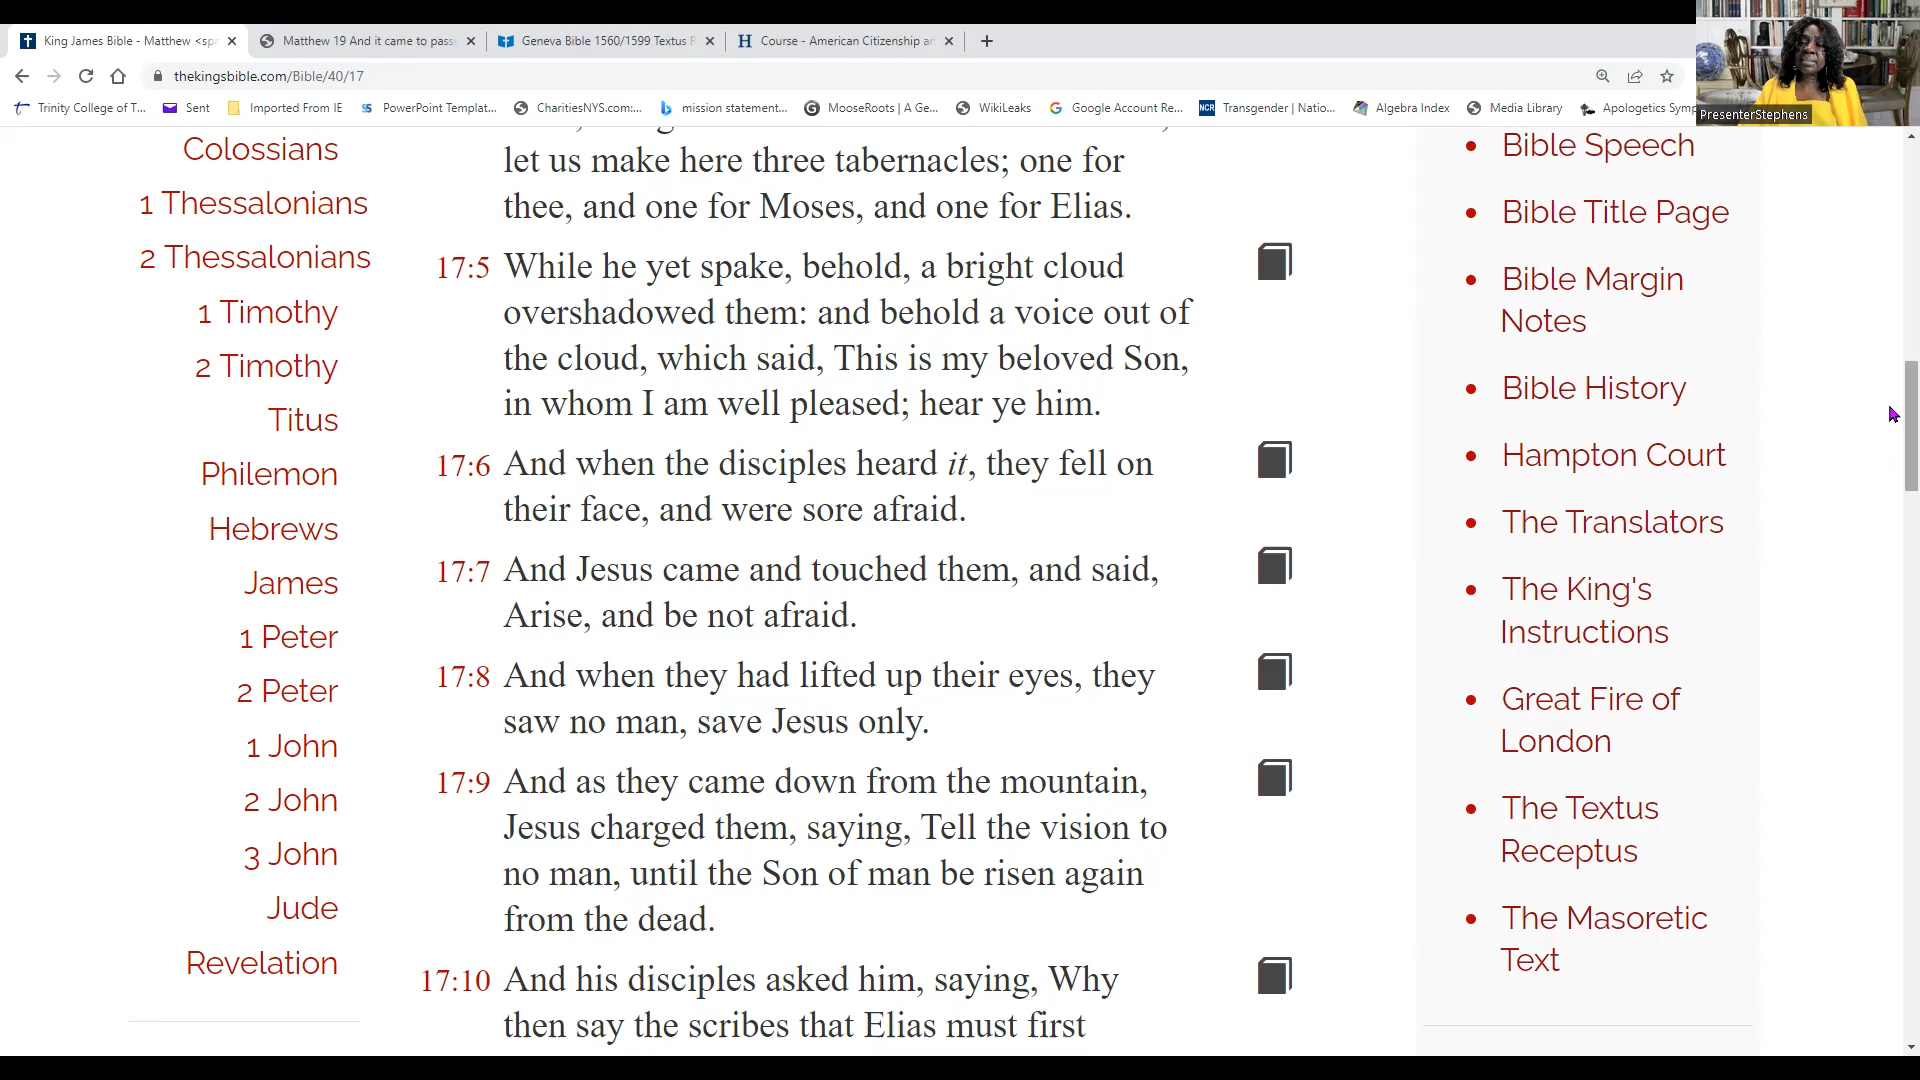 King James Bible - Matthew <spa
Matthew 19 And it came to pass
Geneva Bible 1560/1599 Textus R
Course - American Citizenship an
thekingsbible.com/Bible/40/17
Trinity College of T...
Sent
Imported From IE
PowerPoint Templat...
CharitiesNYS.com:...
mission statement...
MooseRoots | A Ge...
WikiLeaks
Google Account Re...
NCR
Transgender | Natio...
Algebra Index
Media Library
Apologetics Symp
PresenterStephens
Colossians
1 Thessalonians
2 Thessalonians
1 Timothy
2 Timothy
Titus
Philemon
Hebrews
James
1 Peter
2 Peter
1 John
2 John
3 John
Jude
Revelation
let us make here three tabernacles; one for
thee, and one for Moses, and one for Elias.
17:5 While he yet spake, behold, a bright cloud
overshadowed them: and behold a voice out of
the cloud, which said, This is my beloved Son,
in whom I am well pleased; hear ye him.
17:6 And when the disciples heard it, they fell on
their face, and were sore afraid.
17:7 And Jesus came and touched them, and said,
Arise, and be not afraid.
17:8 And when they had lifted up their eyes, they
saw no man, save Jesus only.
17:9 And as they came down from the mountain,
Jesus charged them, saying, Tell the vision to
no man, until the Son of man be risen again
from the dead.
17:10 And his disciples asked him, saying, Why
then say the scribes that Elias must first
Bible Speech
Bible Title Page
Bible Margin
Notes
Bible History
Hampton Court
The Translators
The King's
Instructions
Great Fire of
London
The Textus
Receptus
The Masoretic
Text